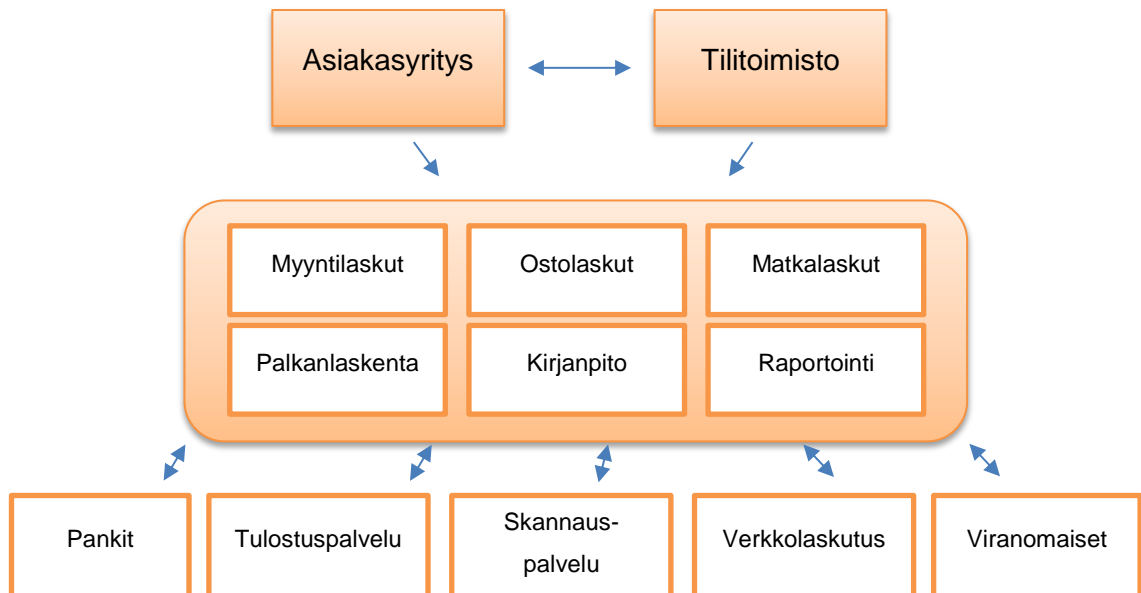 Asiakasyritys
Tilitoimisto
Myyntilaskut
Ostolaskut
Matkalaskut
Palkanlaskenta
Kirjanpito
Raportointi
Pankit
Tulostuspalvelu
Skannaus-
palvelu
Verkkolaskutus
Viranomaiset